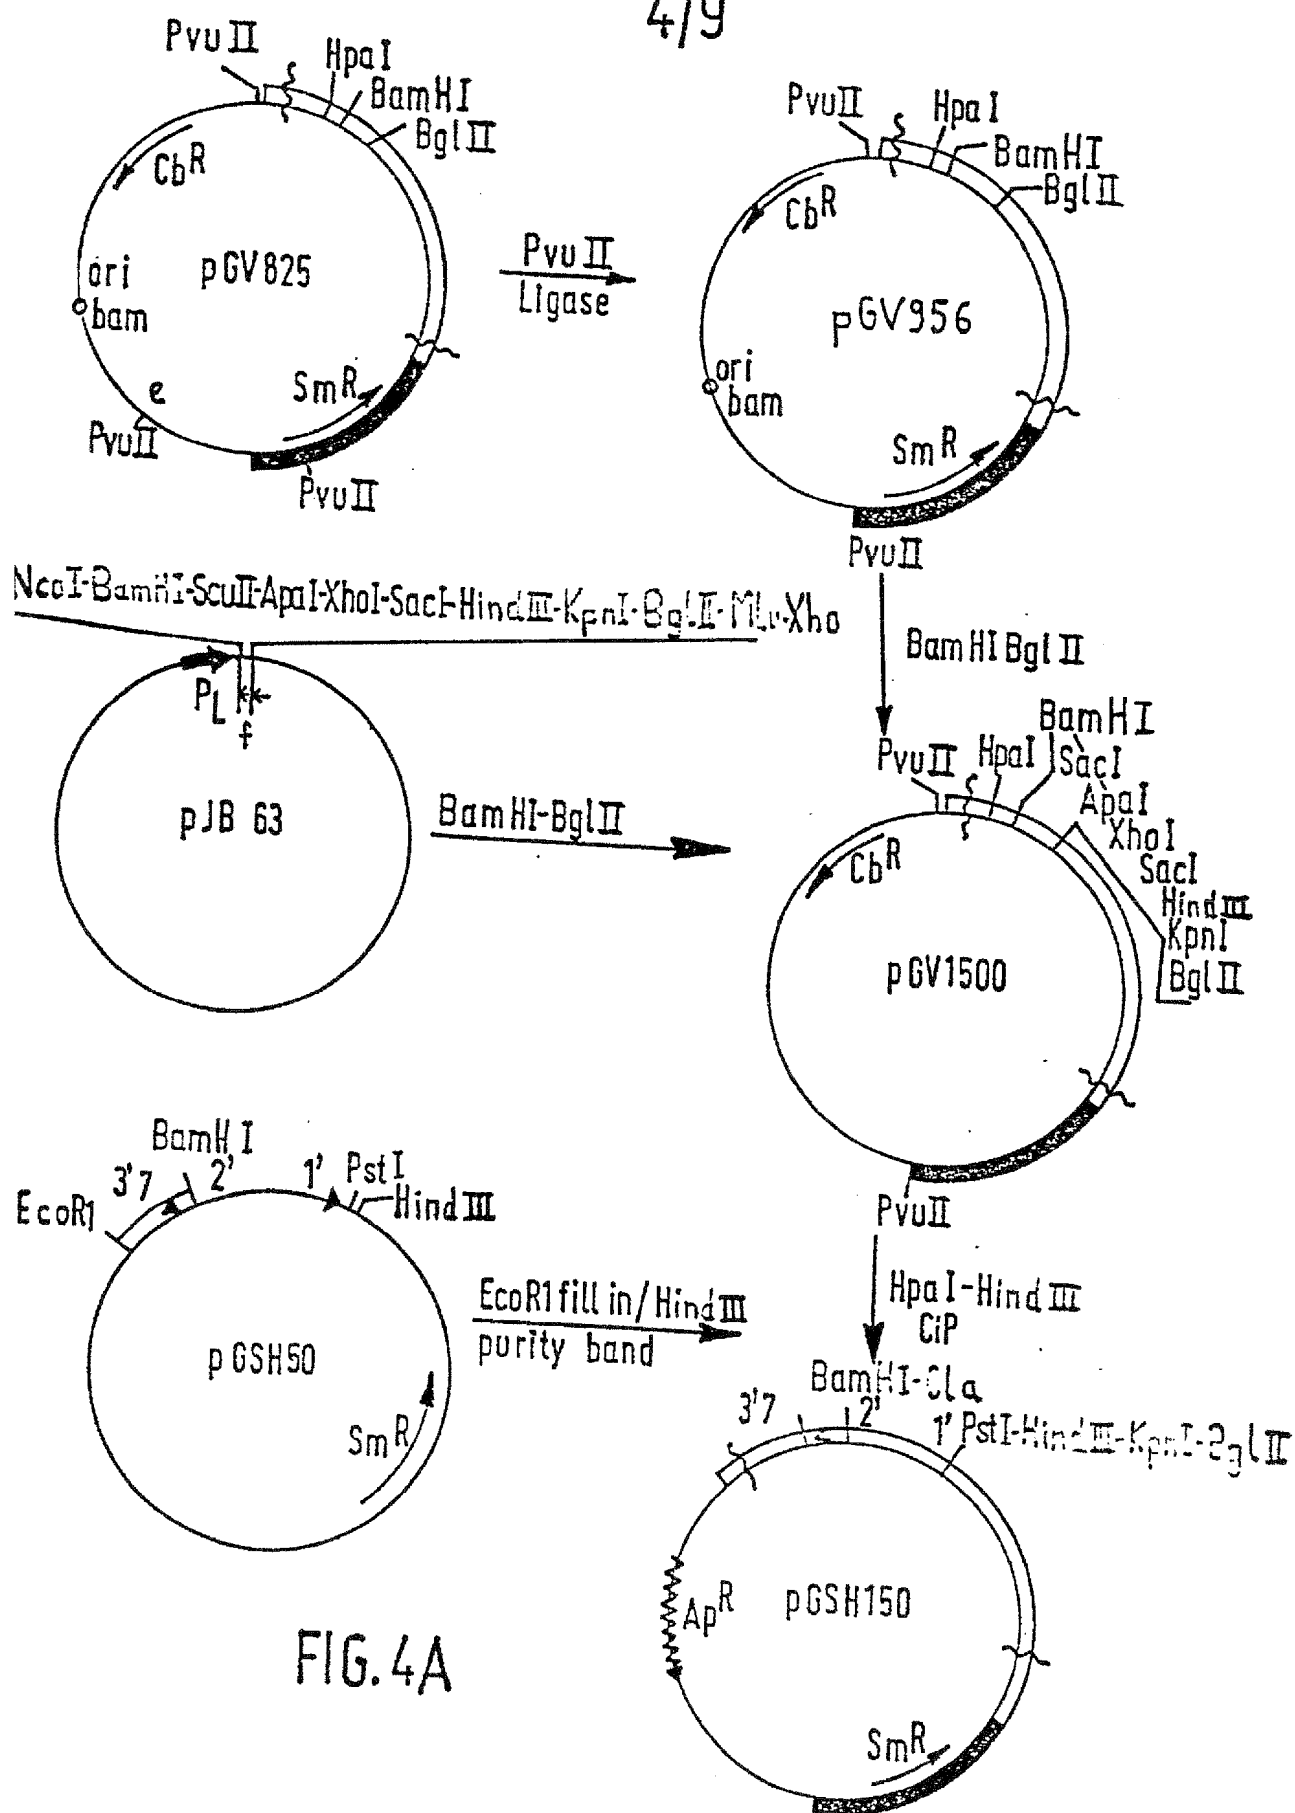 4/9
PvuII
HpaI
BamHI
BglII
CbR
ori
bam
pGV825
e
PvuII
SmR
PvuII
PvuII
Ligase
PvuII
HpaI
BamHI
BglII
CbR
pGV956
ori
bam
SmR
PvuII
NcoI-BamHI-ScuII-ApaI-XhoI-SacI-HindIII-KpnI-BglII-MLu-Xho
PL
f
pJB 63
BamHI-BglII
BamHI BglII
PvuII
HpaI
BamHI
SacI
ApaI
XhoI
SacI
HindIII
KpnI
BglII
CbR
pGV1500
PvuII
BamHI
3'7
2'
1'
PstI
HindIII
EcoR1
pGSH50
SmR
EcoR1 fill in/HindIII
purity band
HpaI-HindIII
CiP
BamHI-Cla
3'7
2'
1'
PstI-HindIII-KpnI-BglII
ApR
pGSH150
SmR
FIG. 4A